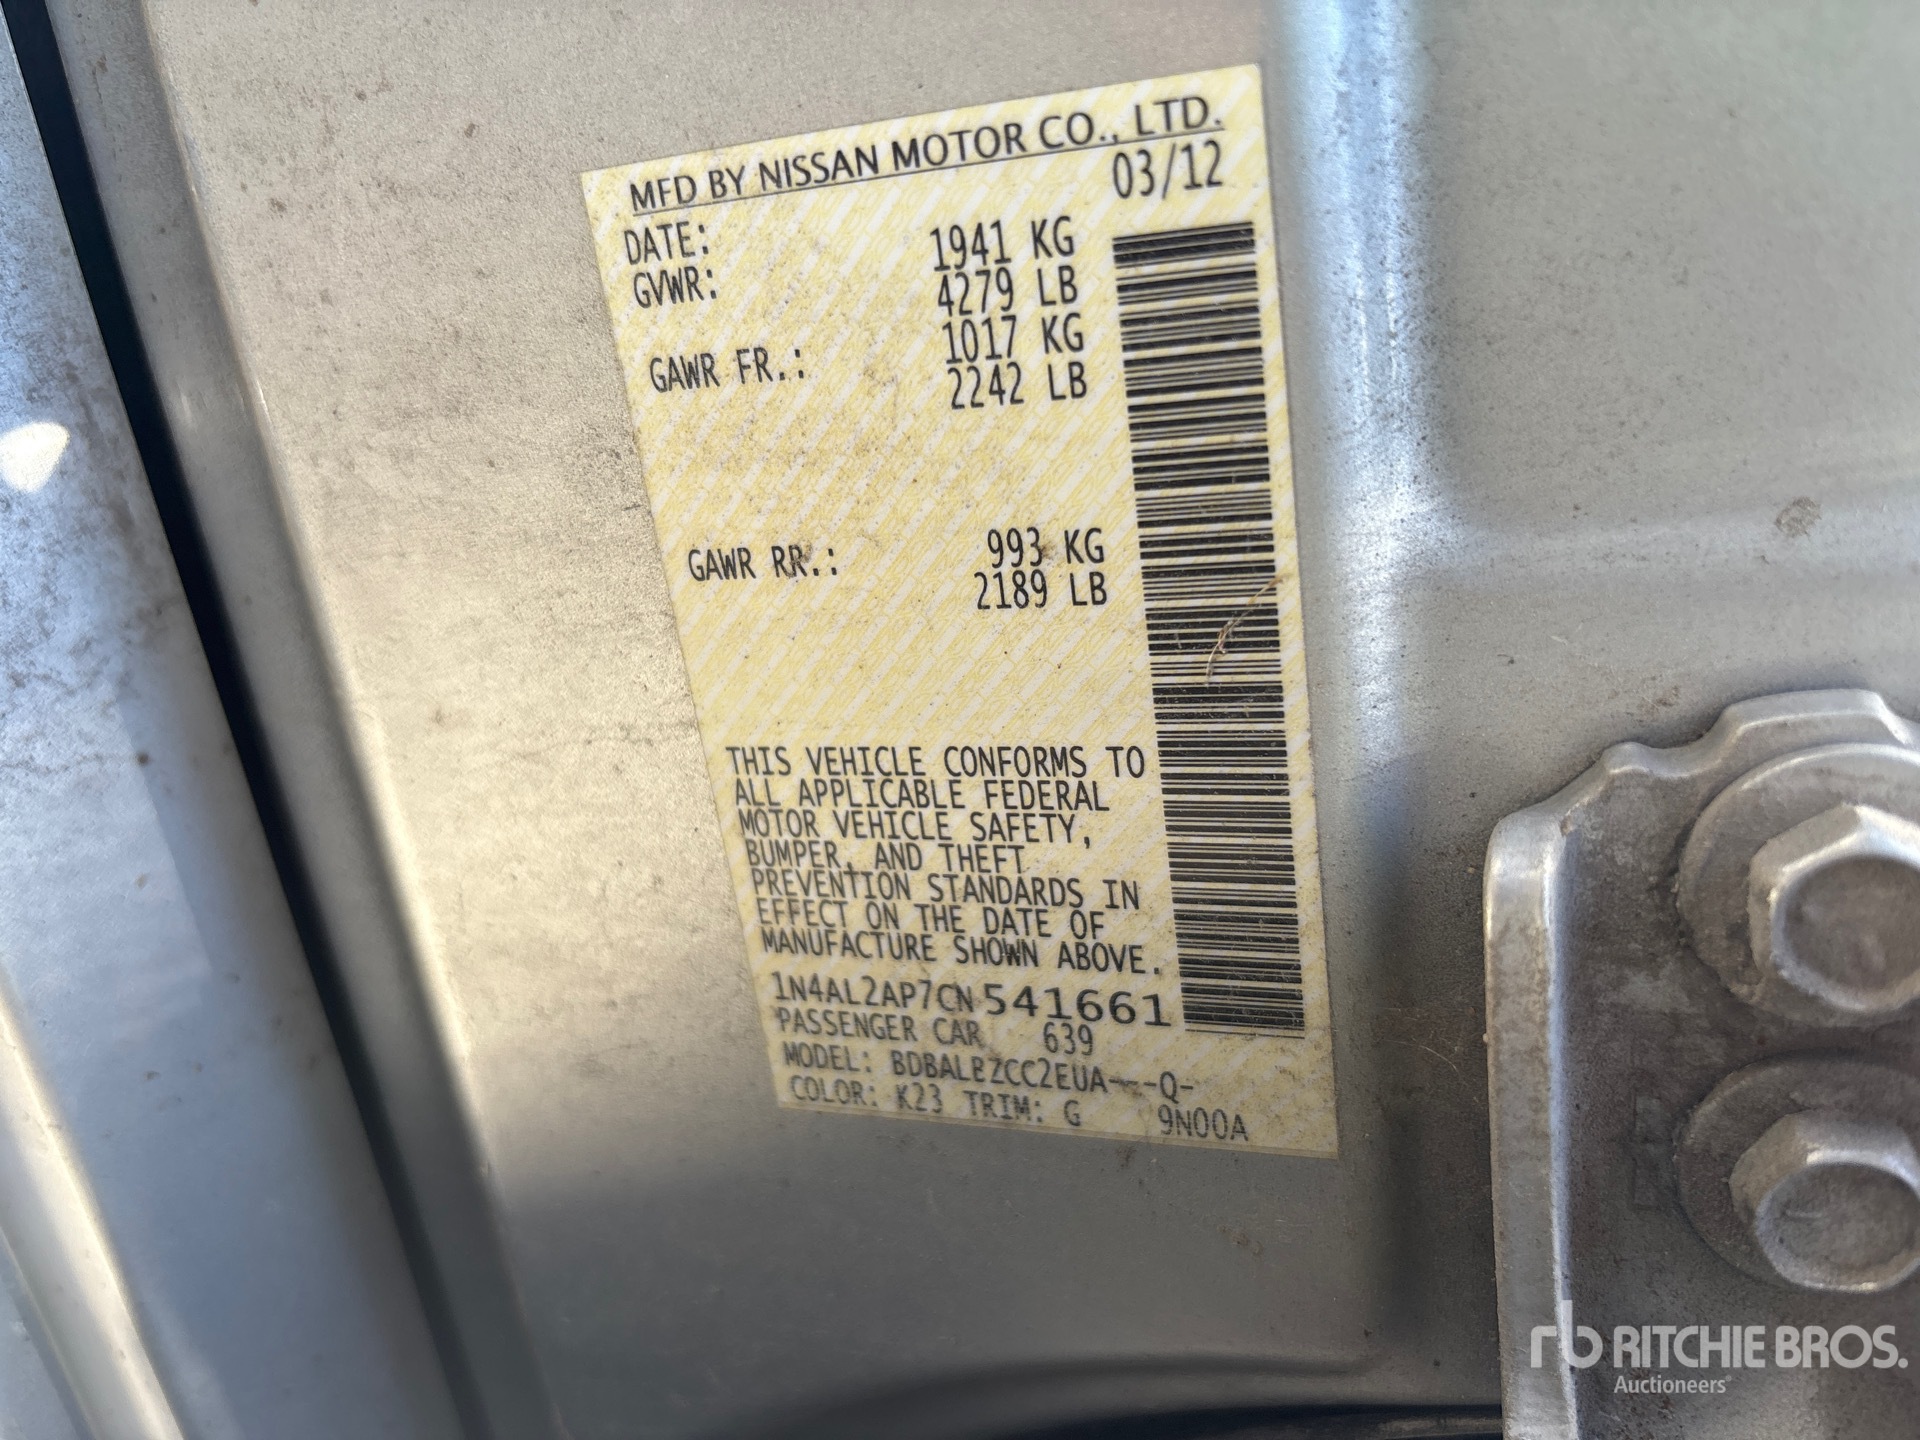 MFD BY NISSAN MOTOR CO., LTD.
DATE: 03/12
GVWR: 1941 KG
4279 LB
GAWR FR.: 1017 KG
2242 LB
GAWR RR.: 993 KG
2189 LB
THIS VEHICLE CONFORMS TO
ALL APPLICABLE FEDERAL
MOTOR VEHICLE SAFETY,
BUMPER, AND THEFT
PREVENTION STANDARDS IN
EFFECT ON THE DATE OF
MANUFACTURE SHOWN ABOVE.
1N4AL2AP7CN541661
PASSENGER CAR 639
MODEL:
COLOR: K23 TRIM: G 9N00A
rb RITCHIE BROS.
Auctioneers